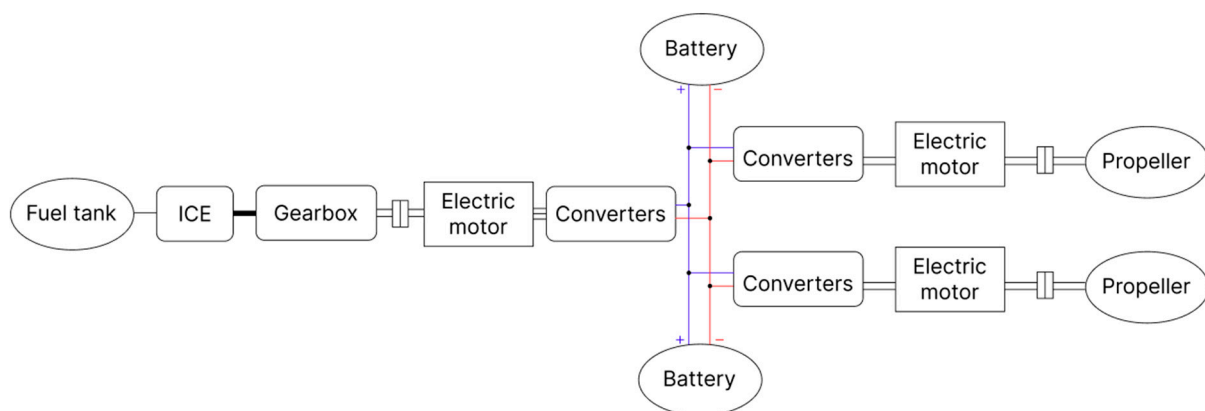 Battery
+ −
Converters
Electric
motor
Propeller
Fuel tank
ICE
Gearbox
Electric
motor
Converters
Converters
Electric
motor
Propeller
+ −
Battery